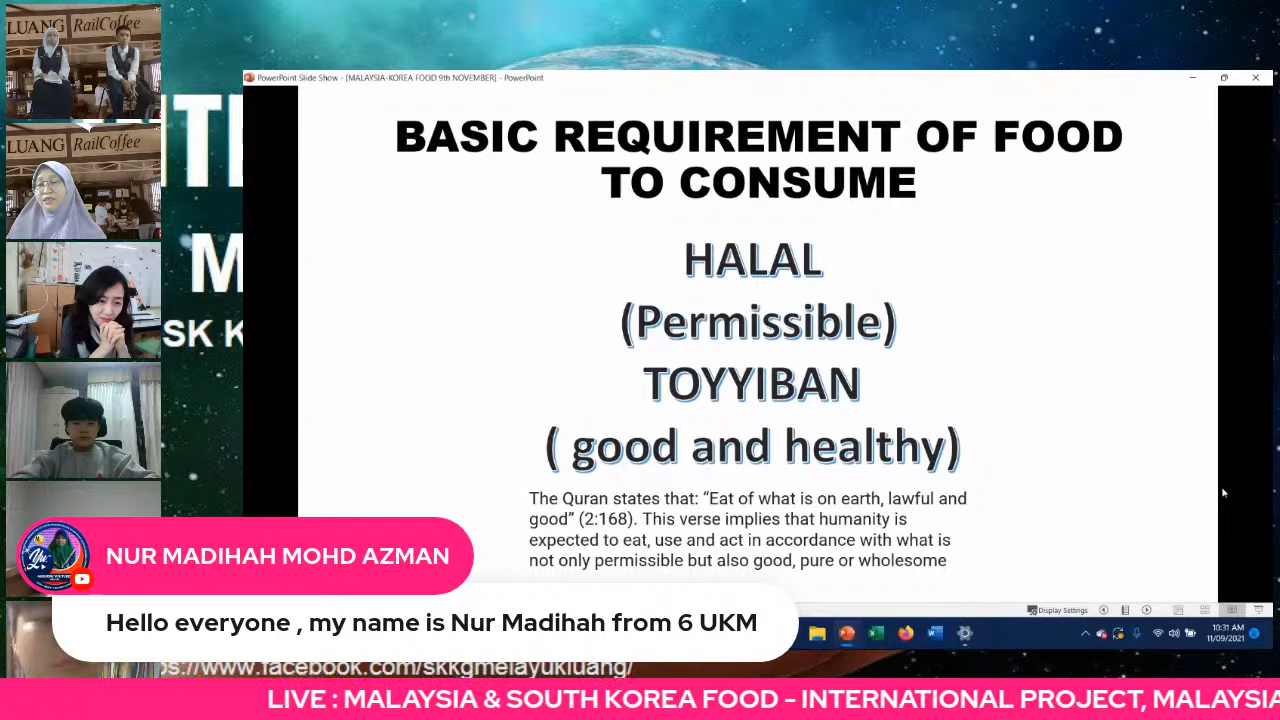 LUANG RailCoffee
LUANG RailCoffee
PowerPoint Slide Show - [MALAYSIA-KOREA FOOD 9th NOVEMBER] - PowerPoint
BASIC REQUIREMENT OF FOOD
TO CONSUME
HALAL
(Permissible)
TOYYIBAN
( good and healthy)
The Quran states that: “Eat of what is on earth, lawful and
good” (2:168). This verse implies that humanity is
expected to eat, use and act in accordance with what is
not only permissible but also good, pure or wholesome
M
SK K
NUR MADIHAH MOHD AZMAN
Hello everyone , my name is Nur Madihah from 6 UKM
Display Settings
10:31 AM
11/09/2021
ps://www.facebook.com/skkgmelayukluang/
LIVE : MALAYSIA & SOUTH KOREA FOOD - INTERNATIONAL PROJECT, MALAYSIA